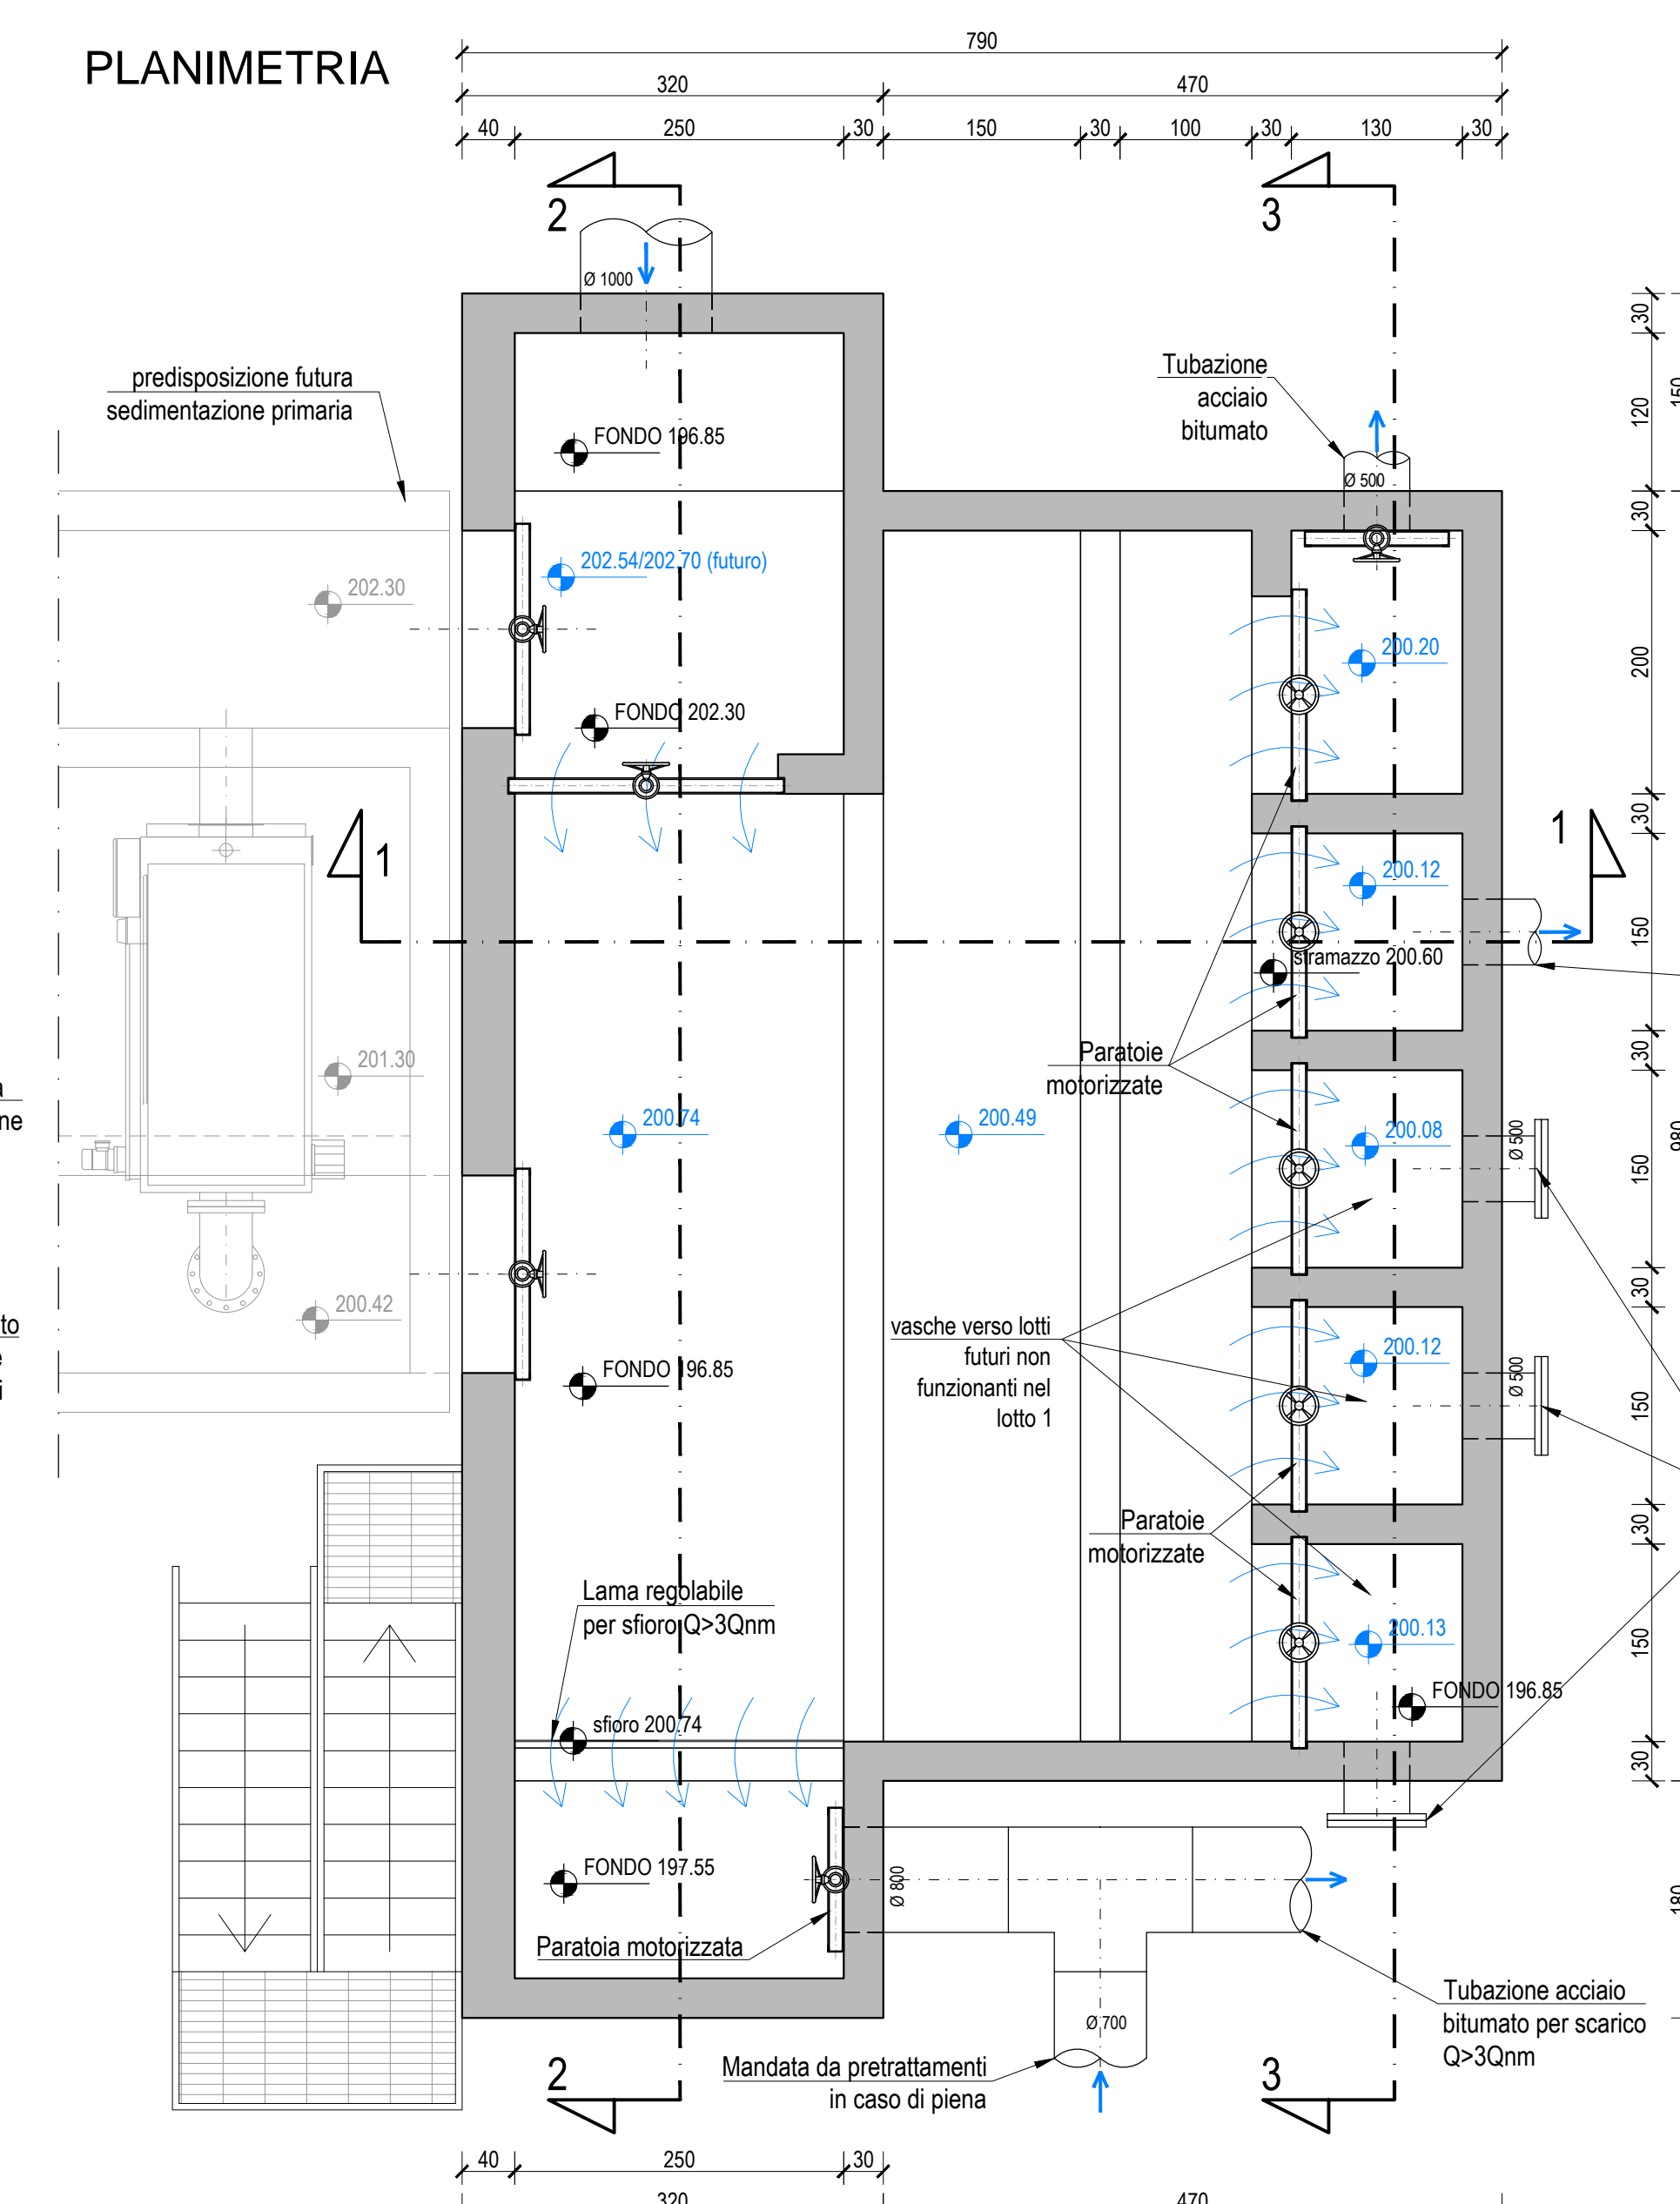 PLANIMETRIA
790
320
470
40
250
30
150
30
100
30
130
30
2
3
Ø 1000
30
predisposizione futura
sedimentazione primaria
Tubazione
acciaio
bitumato
120
150
FONDO 196.85
Ø 500
30
202.54/202.70 (futuro)
202.30
200.20
200
FONDO 202.30
30
1
1
200.12
150
stramazzo 200.60
Paratoie
motorizzate
30
201.30
200.74
200.49
200.08
Ø 500
980
150
30
200.42
vasche verso lotti
futuri non
funzionanti nel
lotto 1
200.12
Ø 500
FONDO 196.85
150
Paratoie
motorizzate
30
Lama regolabile
per sfioro Q>3Qnm
200.13
150
FONDO 196.85
sfioro 200.74
30
FONDO 197.55
Ø 800
180
Paratoia motorizzata
Tubazione acciaio
bitumato per scarico
Q>3Qnm
Ø 700
Mandata da pretrattamenti
in caso di piena
2
3
40
250
30
320
470